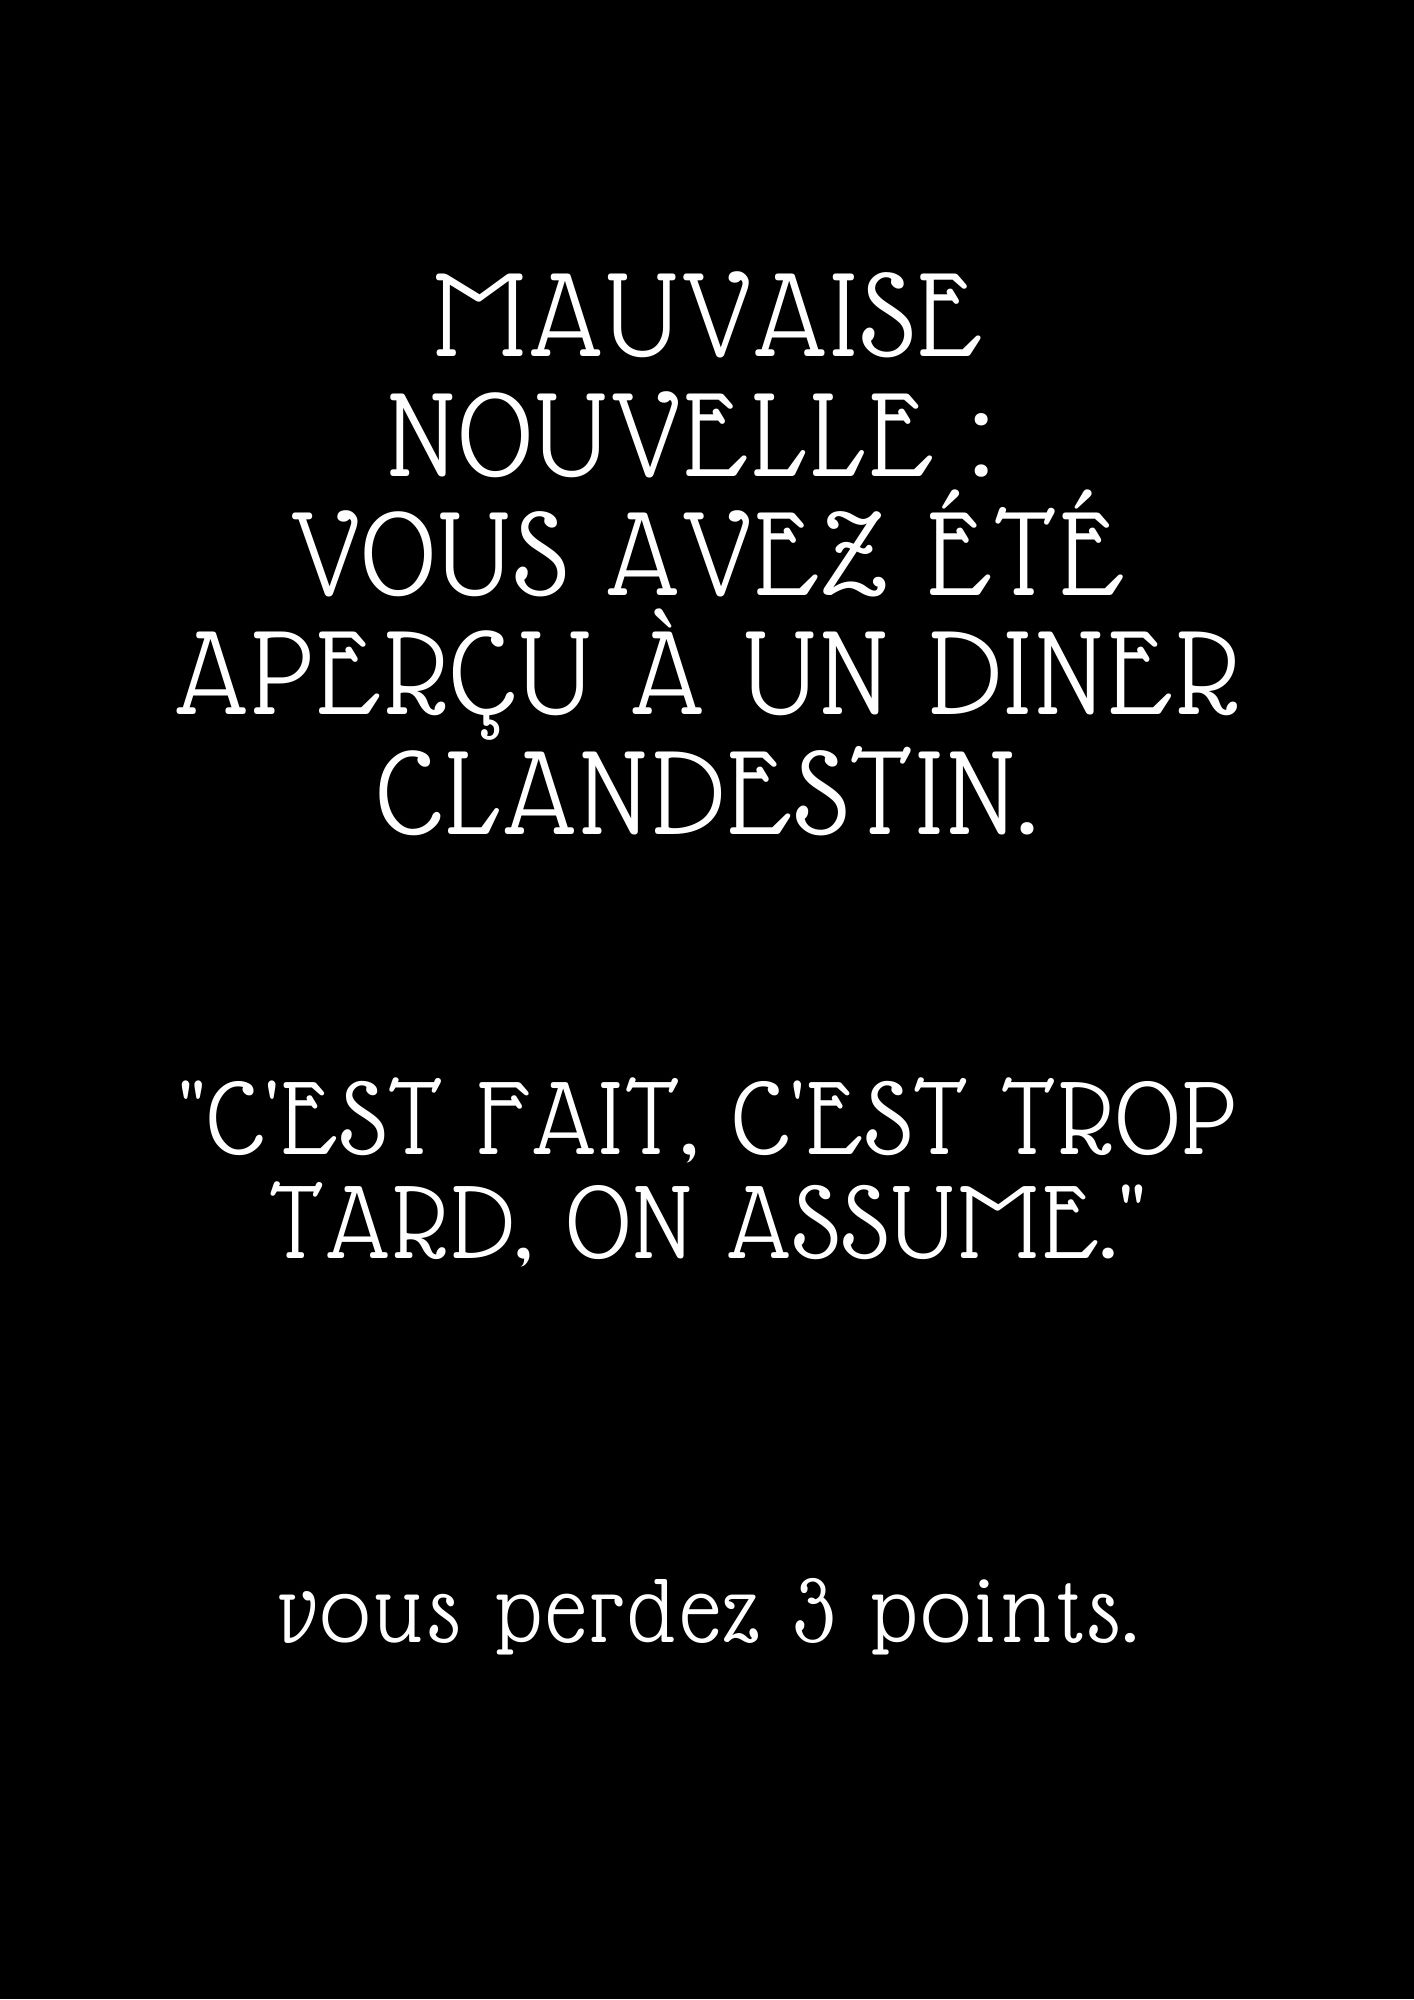 MAUVAISE
NOUVELLE :
VOUS AVEZ ÉTÉ
APERÇU À UN DINER
CLANDESTIN.
"C'EST FAIT, C'EST TROP
TARD, ON ASSUME."
vous perdez 3 points.